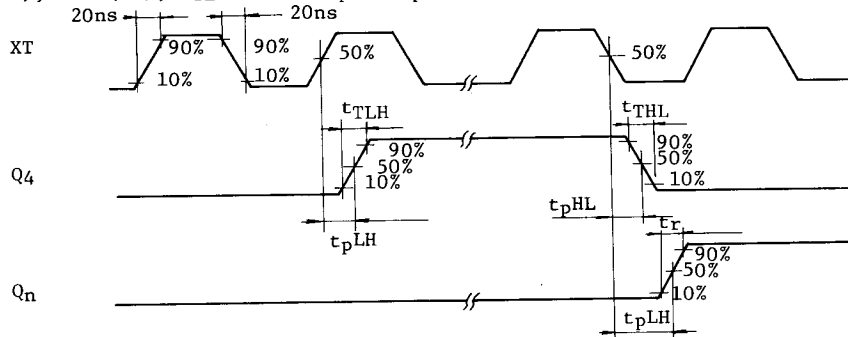 20ns 20ns
XT 90% 90% 50% 50%
10% 10%
tTLH tTHL
90% 90%
Q4 50% 50%
10% 10%
tpLH tpHL
tr
90%
Qn 50%
10%
tpLH